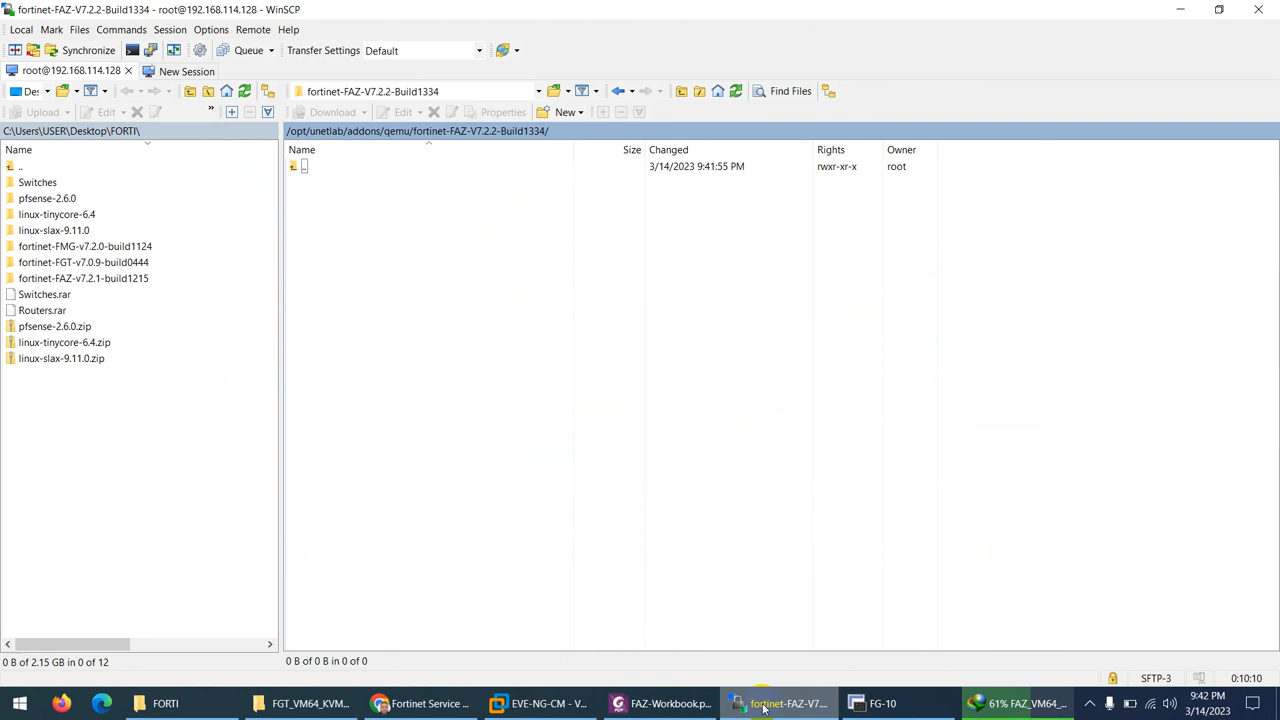 fortinet-FAZ-V7.2.2-Build1334 - root@192.168.114.128 - WinSCP
Local Mark Files Commands Session Options Remote Help
Synchronize Queue Transfer Settings Default
root@192.168.114.128 New Session
De: fortinet-FAZ-V7.2.2-Build1334 Find Files
Upload Edit » Download Edit Properties New
C:\Users\USER\Desktop\FORTI\ /opt/unetlab/addons/qemu/fortinet-FAZ-V7.2.2-Build1334/
Name Name Size Changed Rights Owner
.. .. 3/14/2023 9:41:55 PM rwxr-xr-x root
Switches
pfsense-2.6.0
linux-tinycore-6.4
linux-slax-9.11.0
fortinet-FMG-v7.2.0-build1124
fortinet-FGT-v7.0.9-build0444
fortinet-FAZ-v7.2.1-build1215
Switches.rar
Routers.rar
pfsense-2.6.0.zip
linux-tinycore-6.4.zip
linux-slax-9.11.0.zip
0 B of 2.15 GB in 0 of 12 0 B of 0 B in 0 of 0
SFTP-3 0:10:10
FORTI FGT_VM64_KVM... Fortinet Service ... EVE-NG-CM - V... FAZ-Workbook.p... fortinet-FAZ-V7.... FG-10 61% FAZ_VM64_... 9:42 PM
3/14/2023